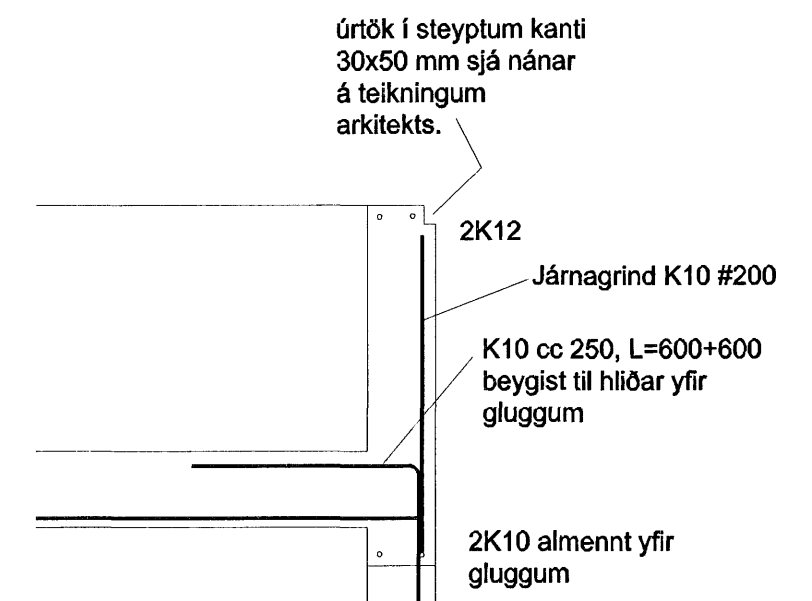 úrtök í steyptum kanti
30x50 mm sjá nánar
á teikningum
arkitekts.
2K12
Járnagrind K10 #200
K10 cc 250, L=600+600
beygist til hliðar yfir
gluggum
2K10 almennt yfir
gluggum